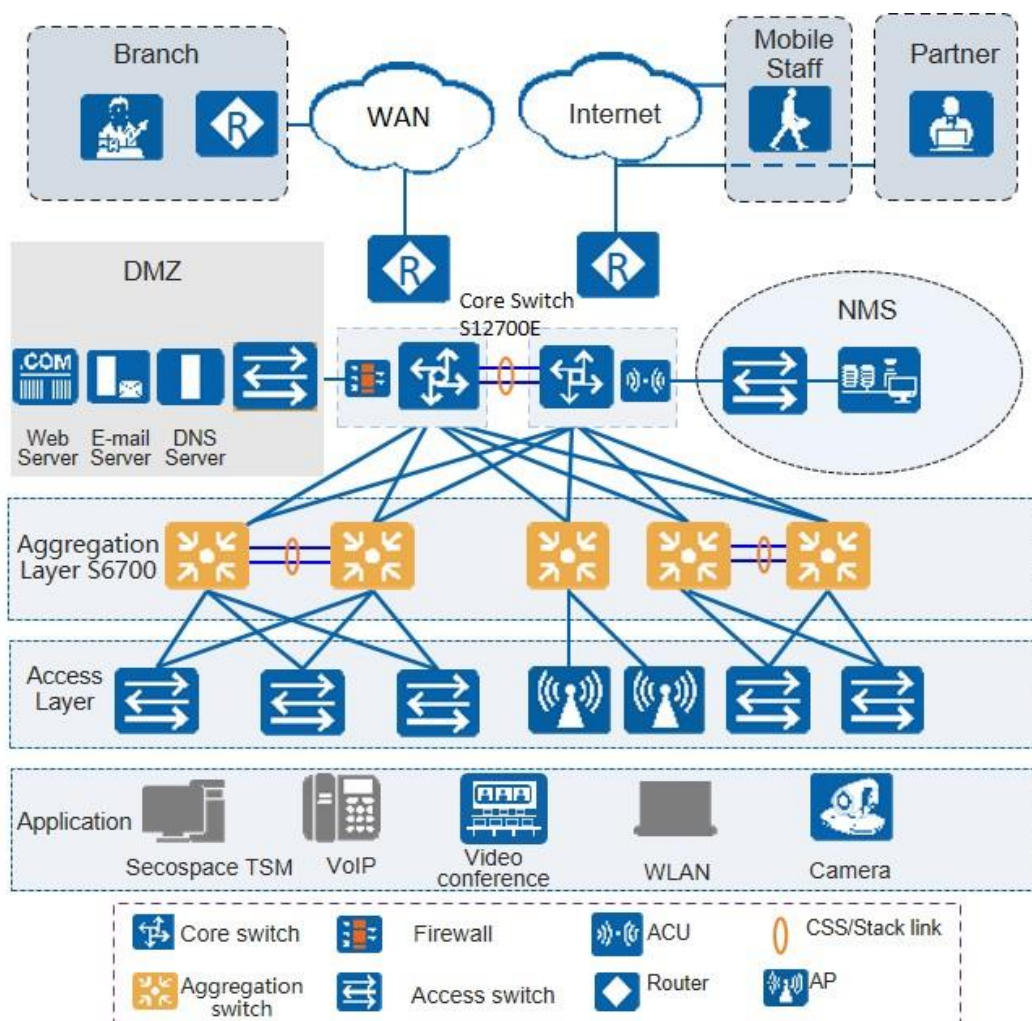 Branch
WAN
Internet
Mobile
Staff
Partner
R
R
R
DMZ
Core Switch
S12700E
NMS
.COM
Web
Server
E-mail
Server
DNS
Server
Aggregation
Layer S6700
Access
Layer
Application
Secospace TSM
VoIP
Video
conference
WLAN
Camera
Core switch
Firewall
ACU
CSS/Stack link
Aggregation
switch
Access switch
Router
AP